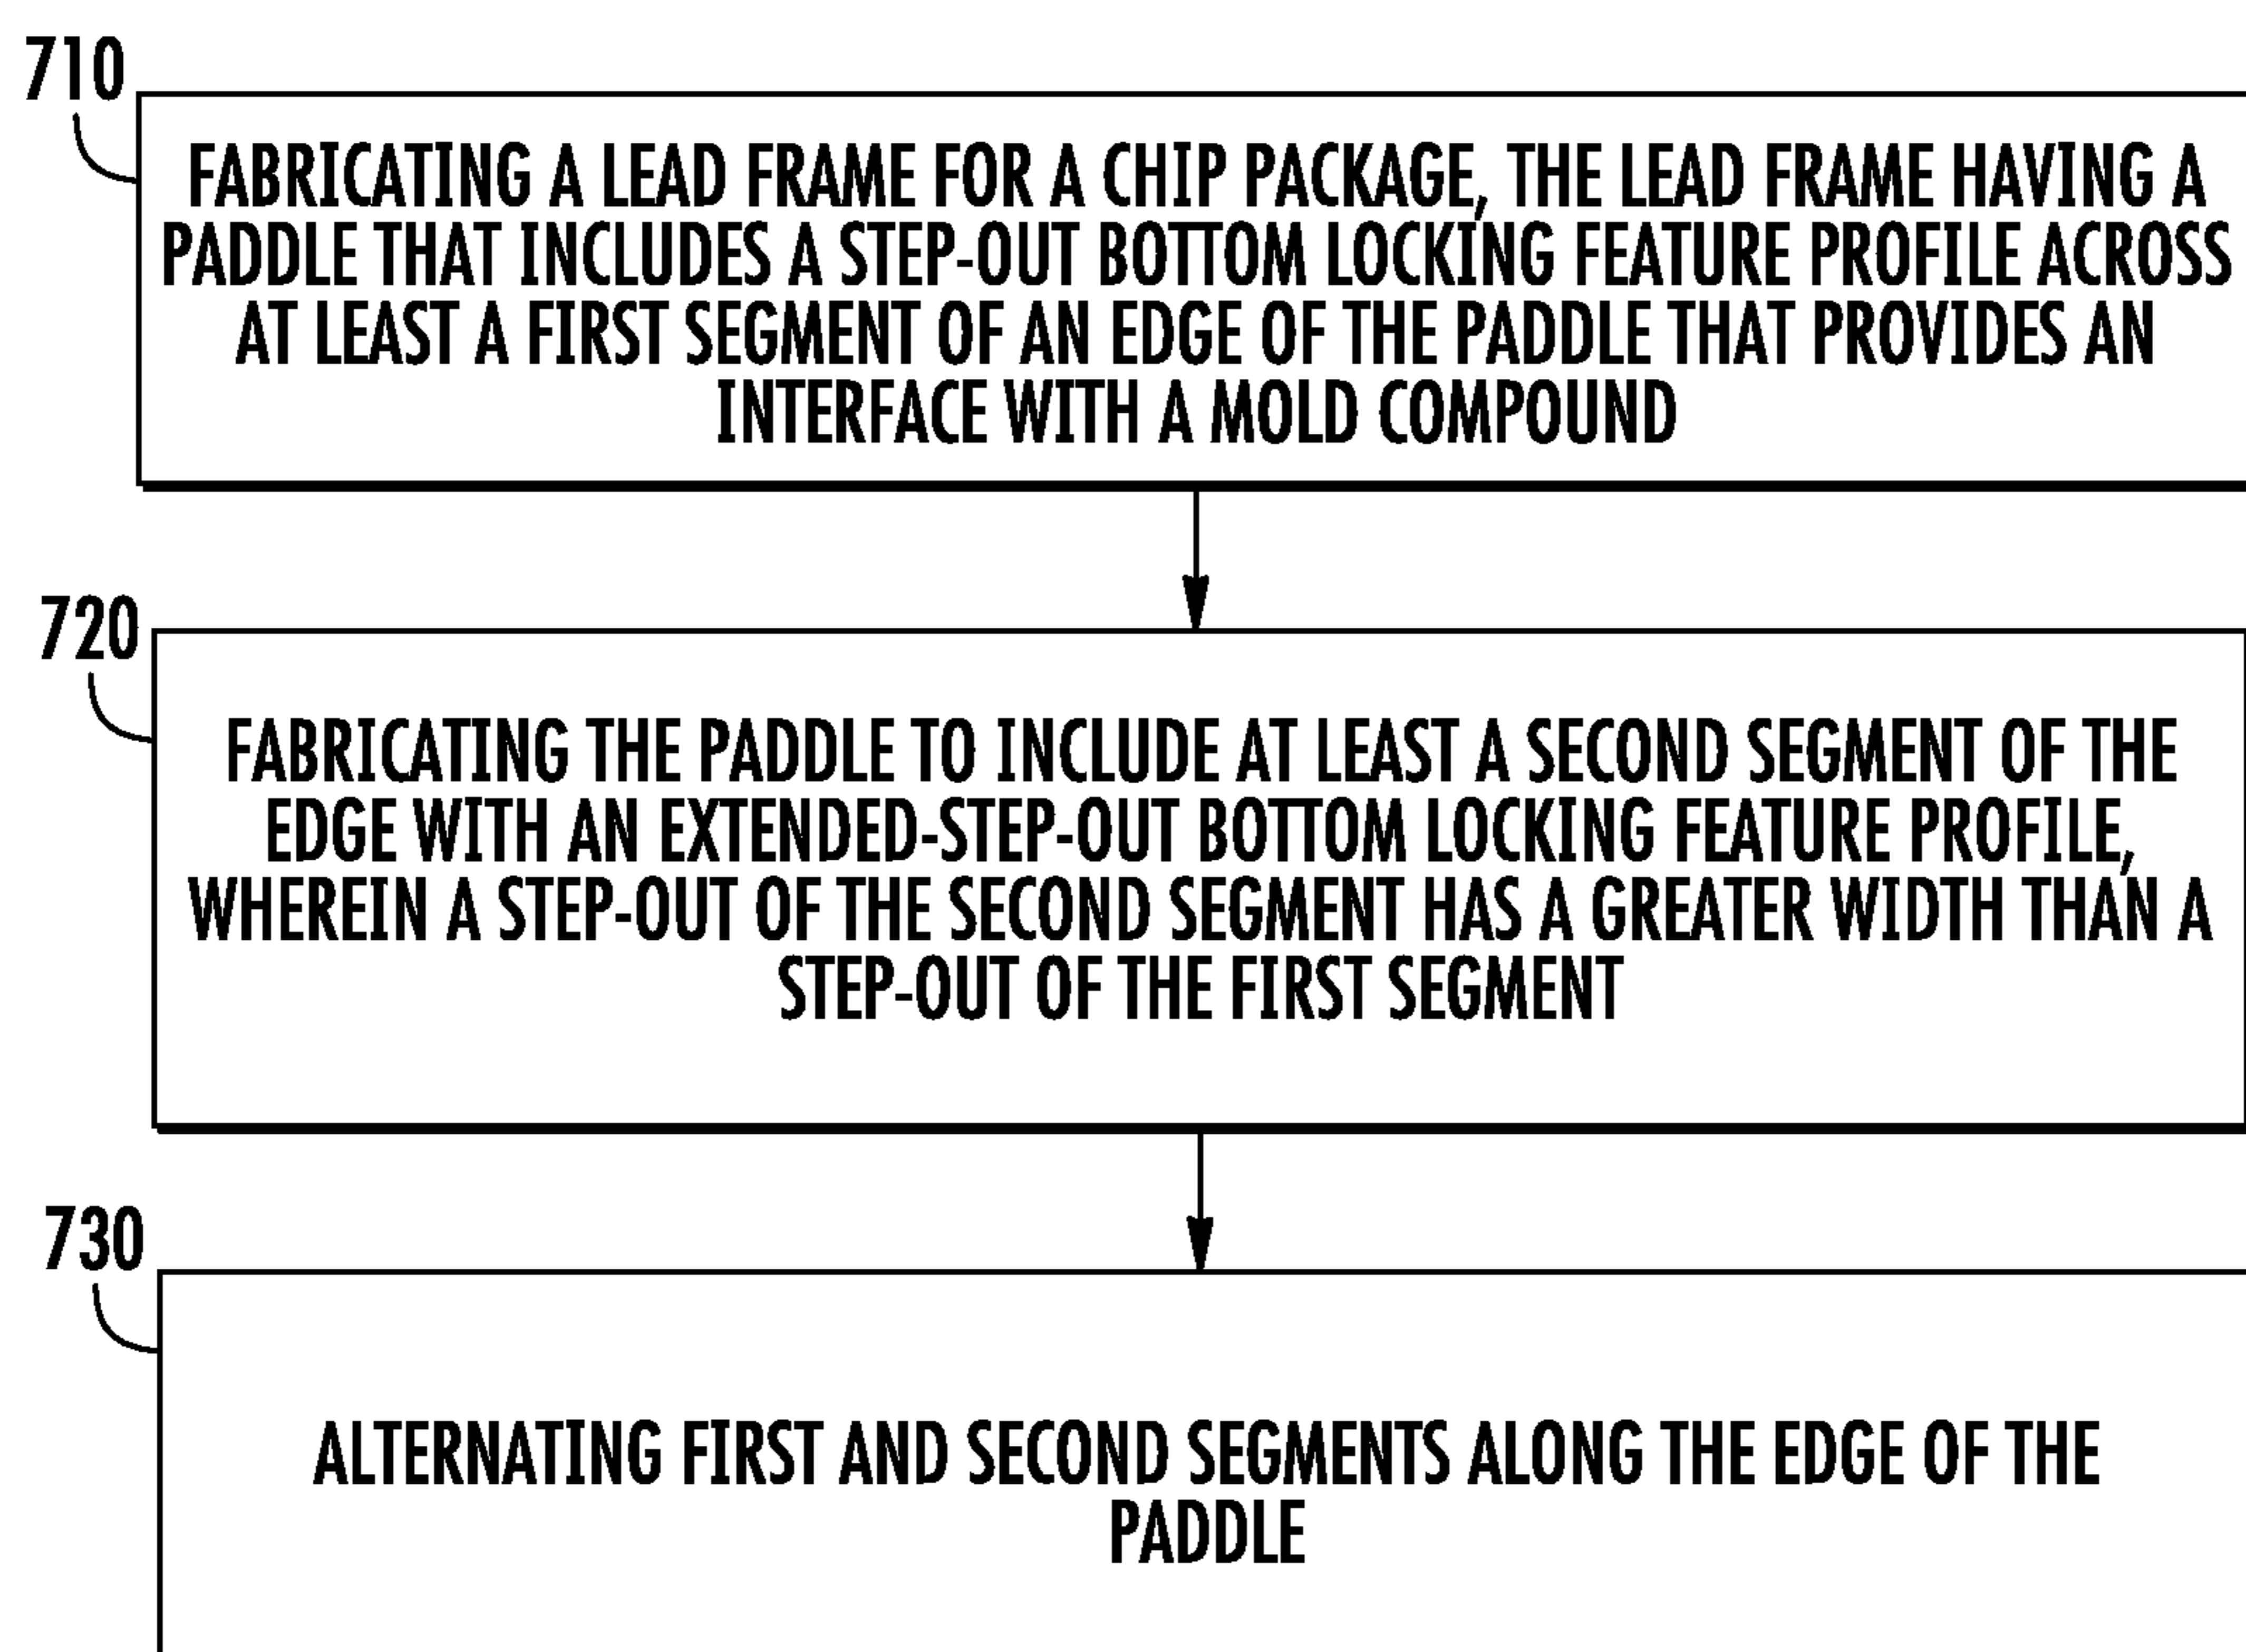 710
FABRICATING A LEAD FRAME FOR A CHIP PACKAGE, THE LEAD FRAME HAVING A
PADDLE THAT INCLUDES A STEP-OUT BOTTOM LOCKING FEATURE PROFILE ACROSS
AT LEAST A FIRST SEGMENT OF AN EDGE OF THE PADDLE THAT PROVIDES AN
INTERFACE WITH A MOLD COMPOUND
720
FABRICATING THE PADDLE TO INCLUDE AT LEAST A SECOND SEGMENT OF THE
EDGE WITH AN EXTENDED-STEP-OUT BOTTOM LOCKING FEATURE PROFILE,
WHEREIN A STEP-OUT OF THE SECOND SEGMENT HAS A GREATER WIDTH THAN A
STEP-OUT OF THE FIRST SEGMENT
730
ALTERNATING FIRST AND SECOND SEGMENTS ALONG THE EDGE OF THE
PADDLE